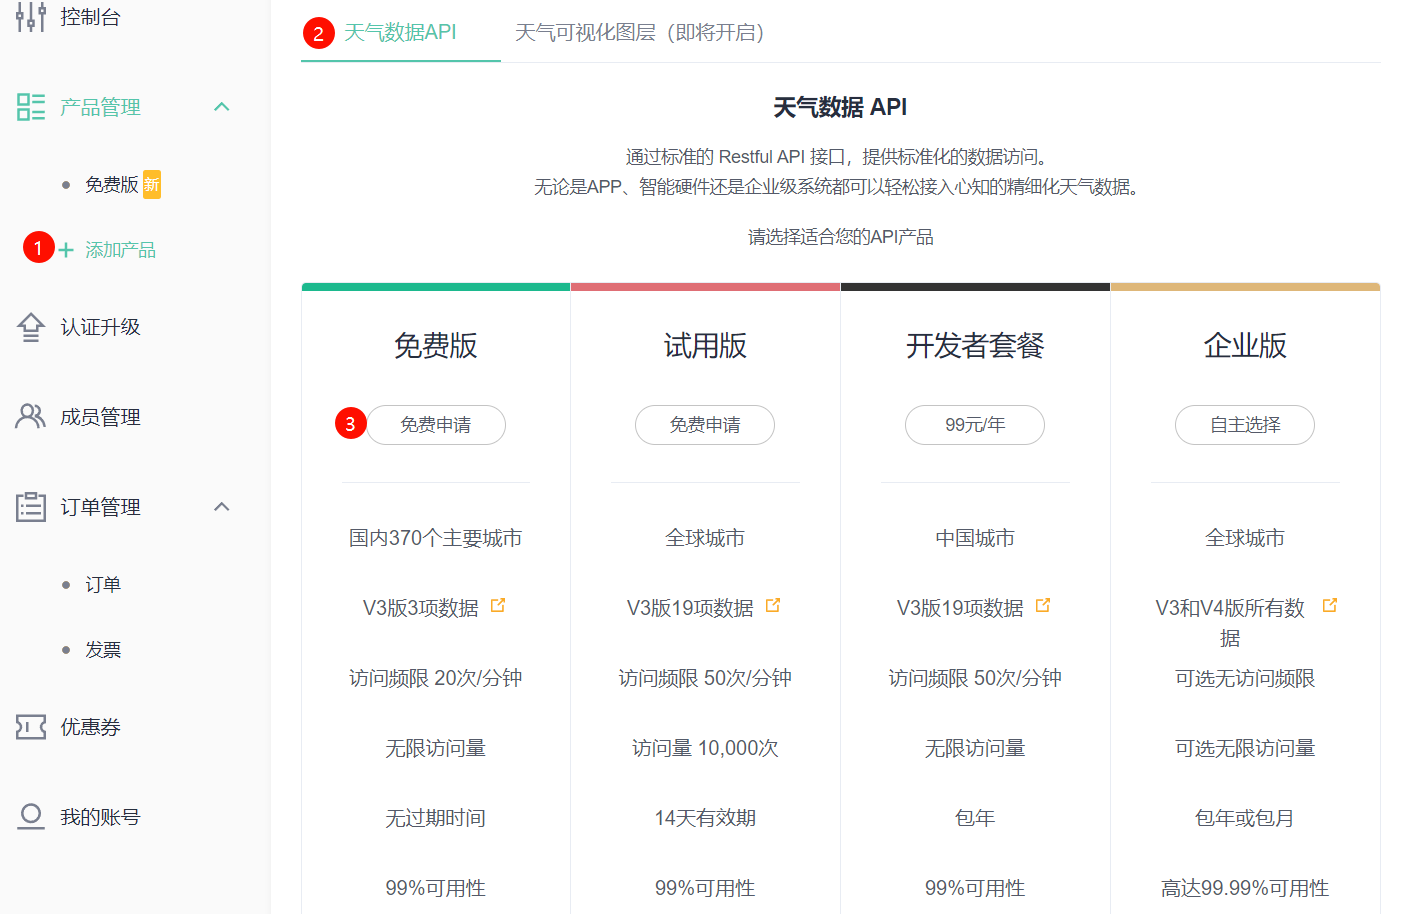 控制台
产品管理
免费版 新
1 添加产品
认证升级
成员管理
订单管理
订单
发票
优惠券
我的账号
2 天气数据API 天气可视化图层（即将开启）
天气数据 API
通过标准的 Restful API 接口，提供标准化的数据访问。
无论是APP、智能硬件还是企业级系统都可以轻松接入心知的精细化天气数据。
请选择适合您的API产品
免费版 试用版 开发者套餐 企业版
3 免费申请 免费申请 99元/年 自主选择
国内370个主要城市 全球城市 中国城市 全球城市
V3版3项数据 V3版19项数据 V3版19项数据 V3和V4版所有数
据
访问频限 20次/分钟 访问频限 50次/分钟 访问频限 50次/分钟 可选无访问频限
无限访问量 访问量 10,000次 无限访问量 可选无限访问量
无过期时间 14天有效期 包年 包年或包月
99%可用性 99%可用性 99%可用性 高达99.99%可用性